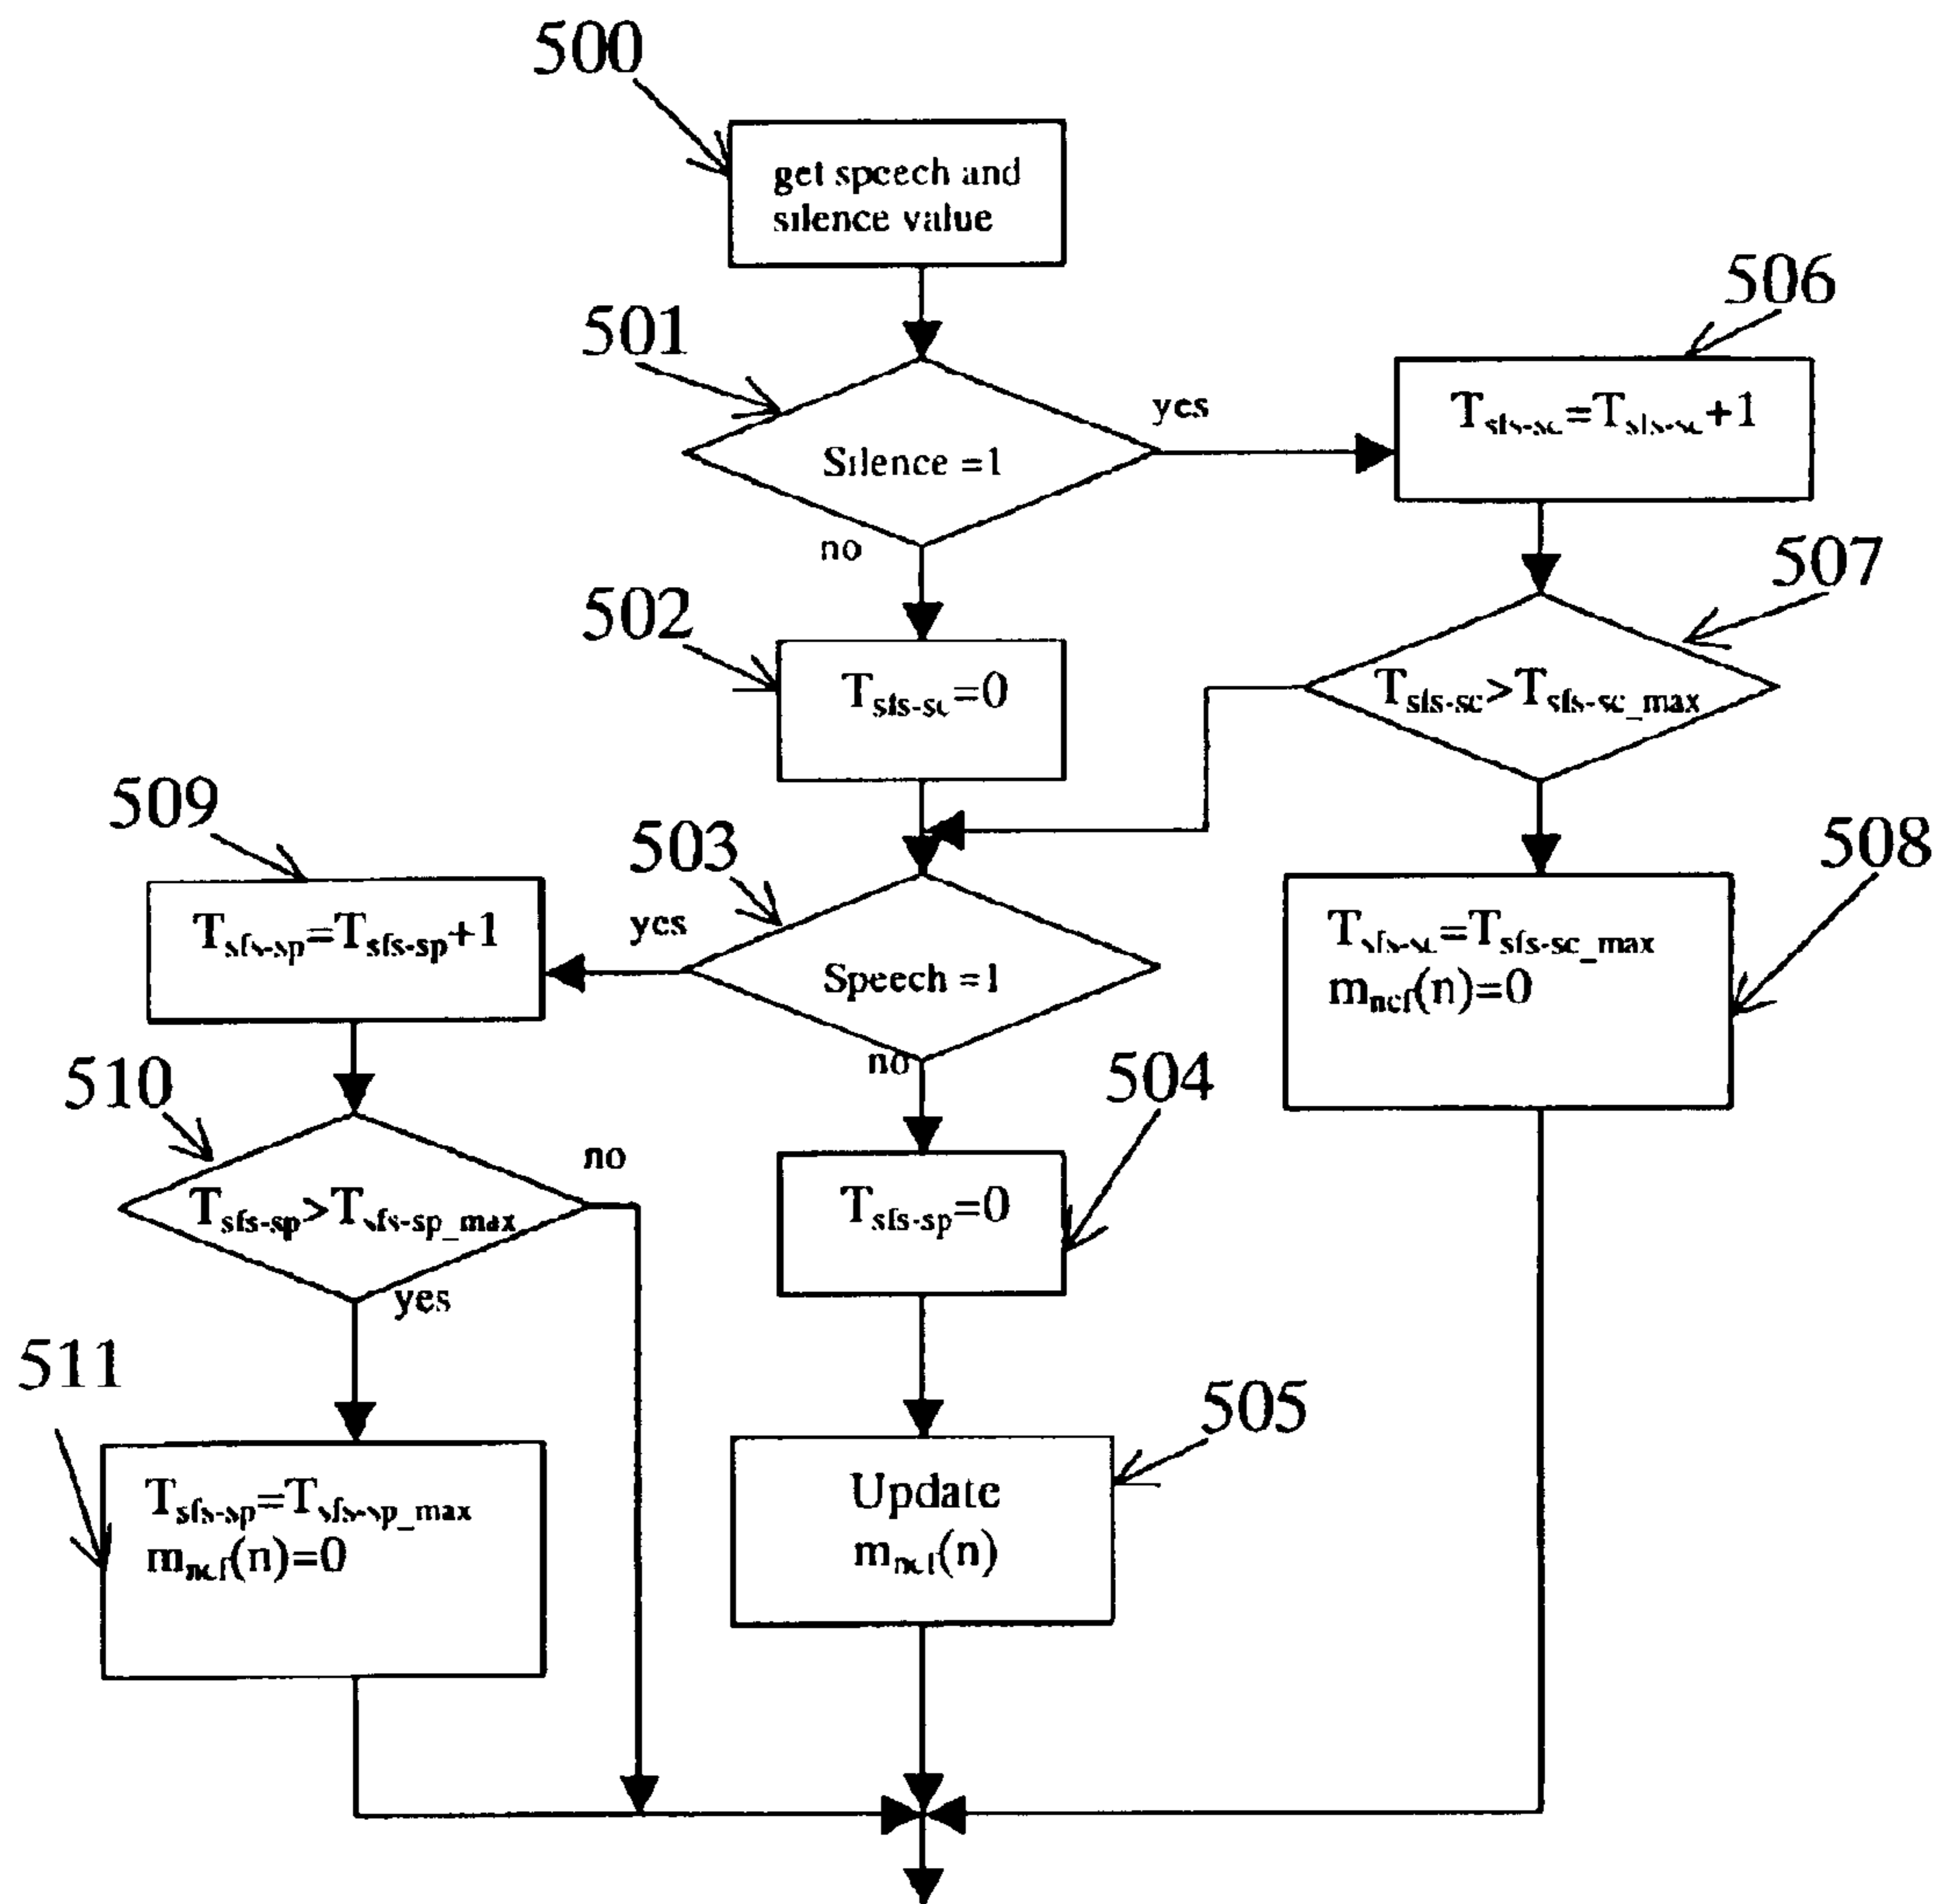 500
get speech and
silence value
506
501
yes
T_sfs-sc=T_sfs-sc+1
Silence =1
no
507
502
T_sfs-sc=0
T_sfs-sc>T_sfs-sc_max
509
503
508
yes
T_sfs-sp=T_sfs-sp+1
T_sfs-sc=T_sfs-sc_max
m_ncf(n)=0
Speech =1
no
504
510
no
T_sfs-sp>T_sfs-sp_max
T_sfs-sp=0
yes
511
505
T_sfs-sp=T_sfs-sp_max
m_ncf(n)=0
Update
m_ncf(n)